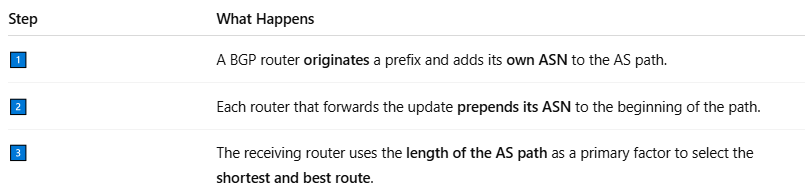 Step What Happens
1 A BGP router originates a prefix and adds its own ASN to the AS path.
2 Each router that forwards the update prepends its ASN to the beginning of the path.
3 The receiving router uses the length of the AS path as a primary factor to select the
shortest and best route.